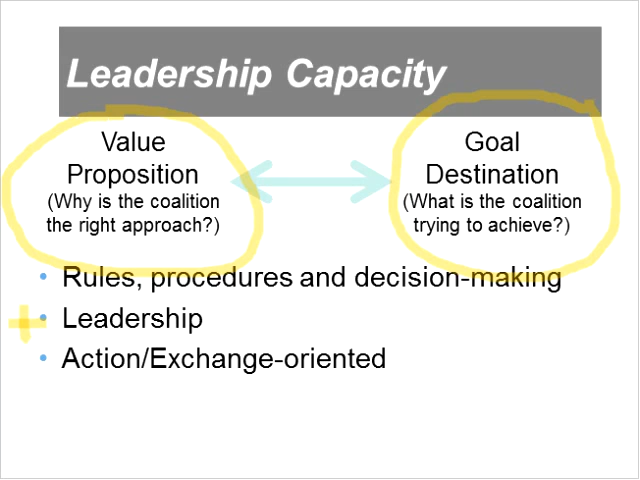 Leadership Capacity
Value
Proposition
(Why is the coalition
the right approach?)
Goal
Destination
(What is the coalition
trying to achieve?)
• Rules, procedures and decision-making
• Leadership
• Action/Exchange-oriented